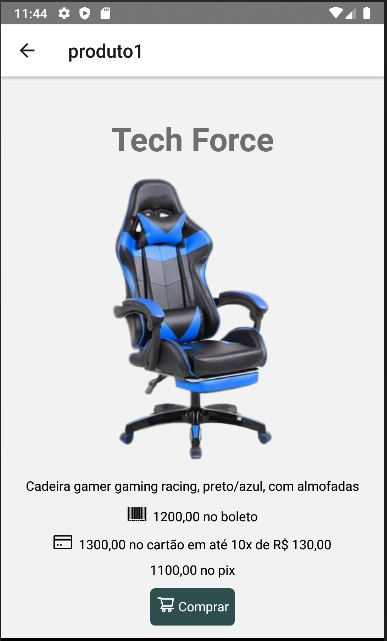 11:44
produto1
Tech Force
Cadeira gamer gaming racing, preto/azul, com almofadas
1200,00 no boleto
1300,00 no cartão em até 10x de R$ 130,00
1100,00 no pix
Comprar